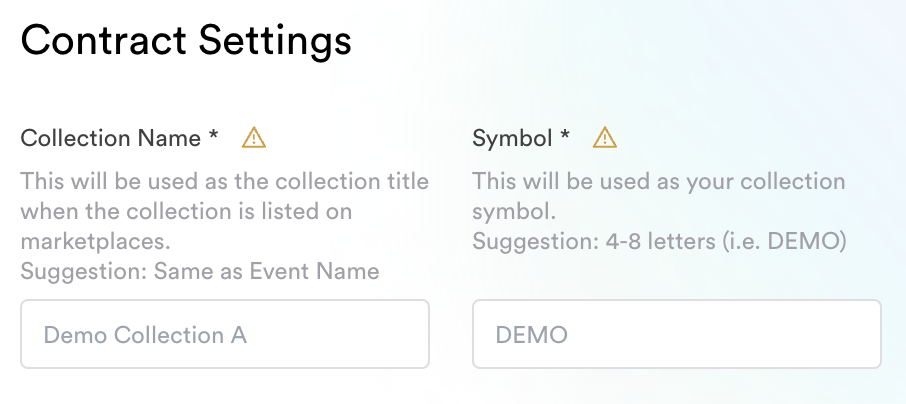 Contract Settings
Collection Name *
This will be used as the collection title
when the collection is listed on
marketplaces.
Suggestion: Same as Event Name
Demo Collection A
Symbol *
This will be used as your collection
symbol.
Suggestion: 4-8 letters (i.e. DEMO)
DEMO